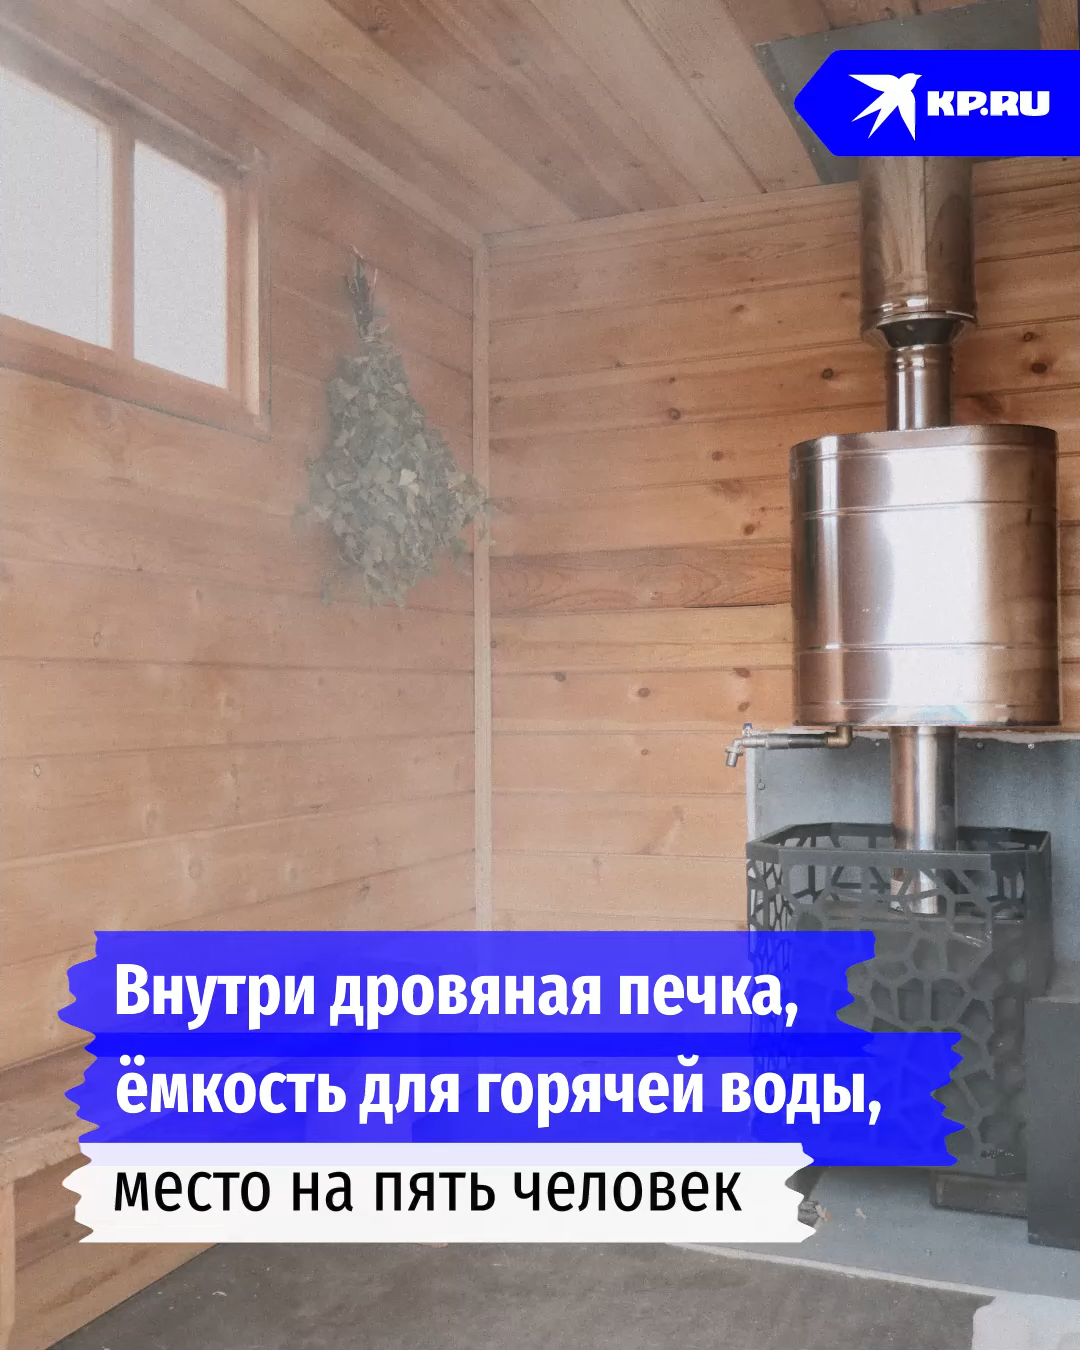 KP.RU
Внутри дровяная печка,
ёмкость для горячей воды,
место на пять человек